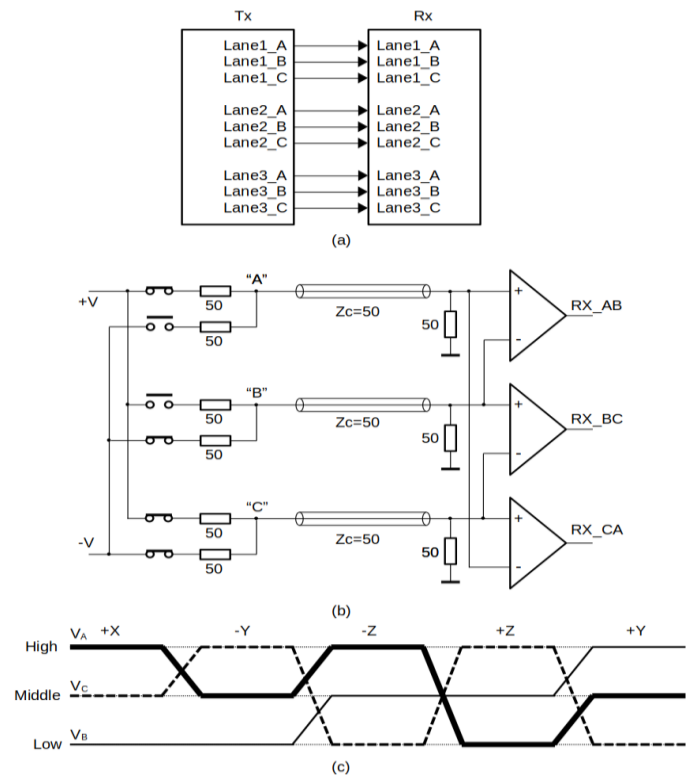 Tx Rx
Lane1_A Lane1_A
Lane1_B Lane1_B
Lane1_C Lane1_C
Lane2_A Lane2_A
Lane2_B Lane2_B
Lane2_C Lane2_C
Lane3_A Lane3_A
Lane3_B Lane3_B
Lane3_C Lane3_C
(a)
"A"
+V 50 Zc=50 50 + - RX_AB
50
"B"
50 Zc=50 50 + - RX_BC
50
"C"
-V 50 Zc=50 50 + - RX_CA
50
(b)
+X -Y -Z +Z +Y
High VA
Middle VC
Low VB
(c)